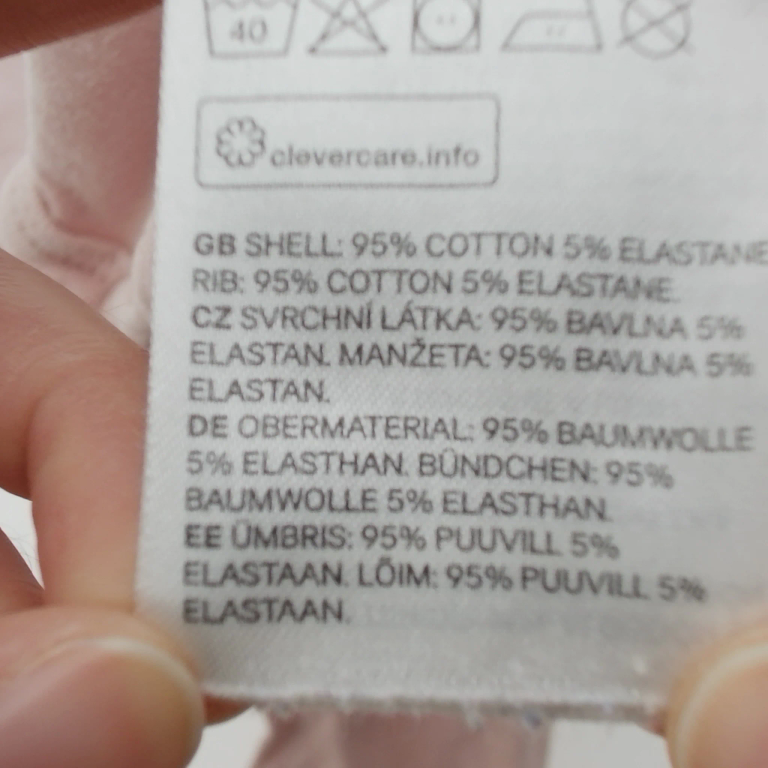 40
clevercare.info
GB SHELL: 95% COTTON 5% ELASTANE
RIB: 95% COTTON 5% ELASTANE.
CZ SVRCHNÍ LÁTKA: 95% BAVLNA 5%
ELASTAN. MANŽETA: 95% BAVLNA 5%
ELASTAN.
DE OBERMATERIAL: 95% BAUMWOLLE
5% ELASTHAN. BÜNDCHEN: 95%
BAUMWOLLE 5% ELASTHAN.
EE ÜMBRIS: 95% PUUVILL 5%
ELASTAAN. LÕIM: 95% PUUVILL 5%
ELASTAAN.